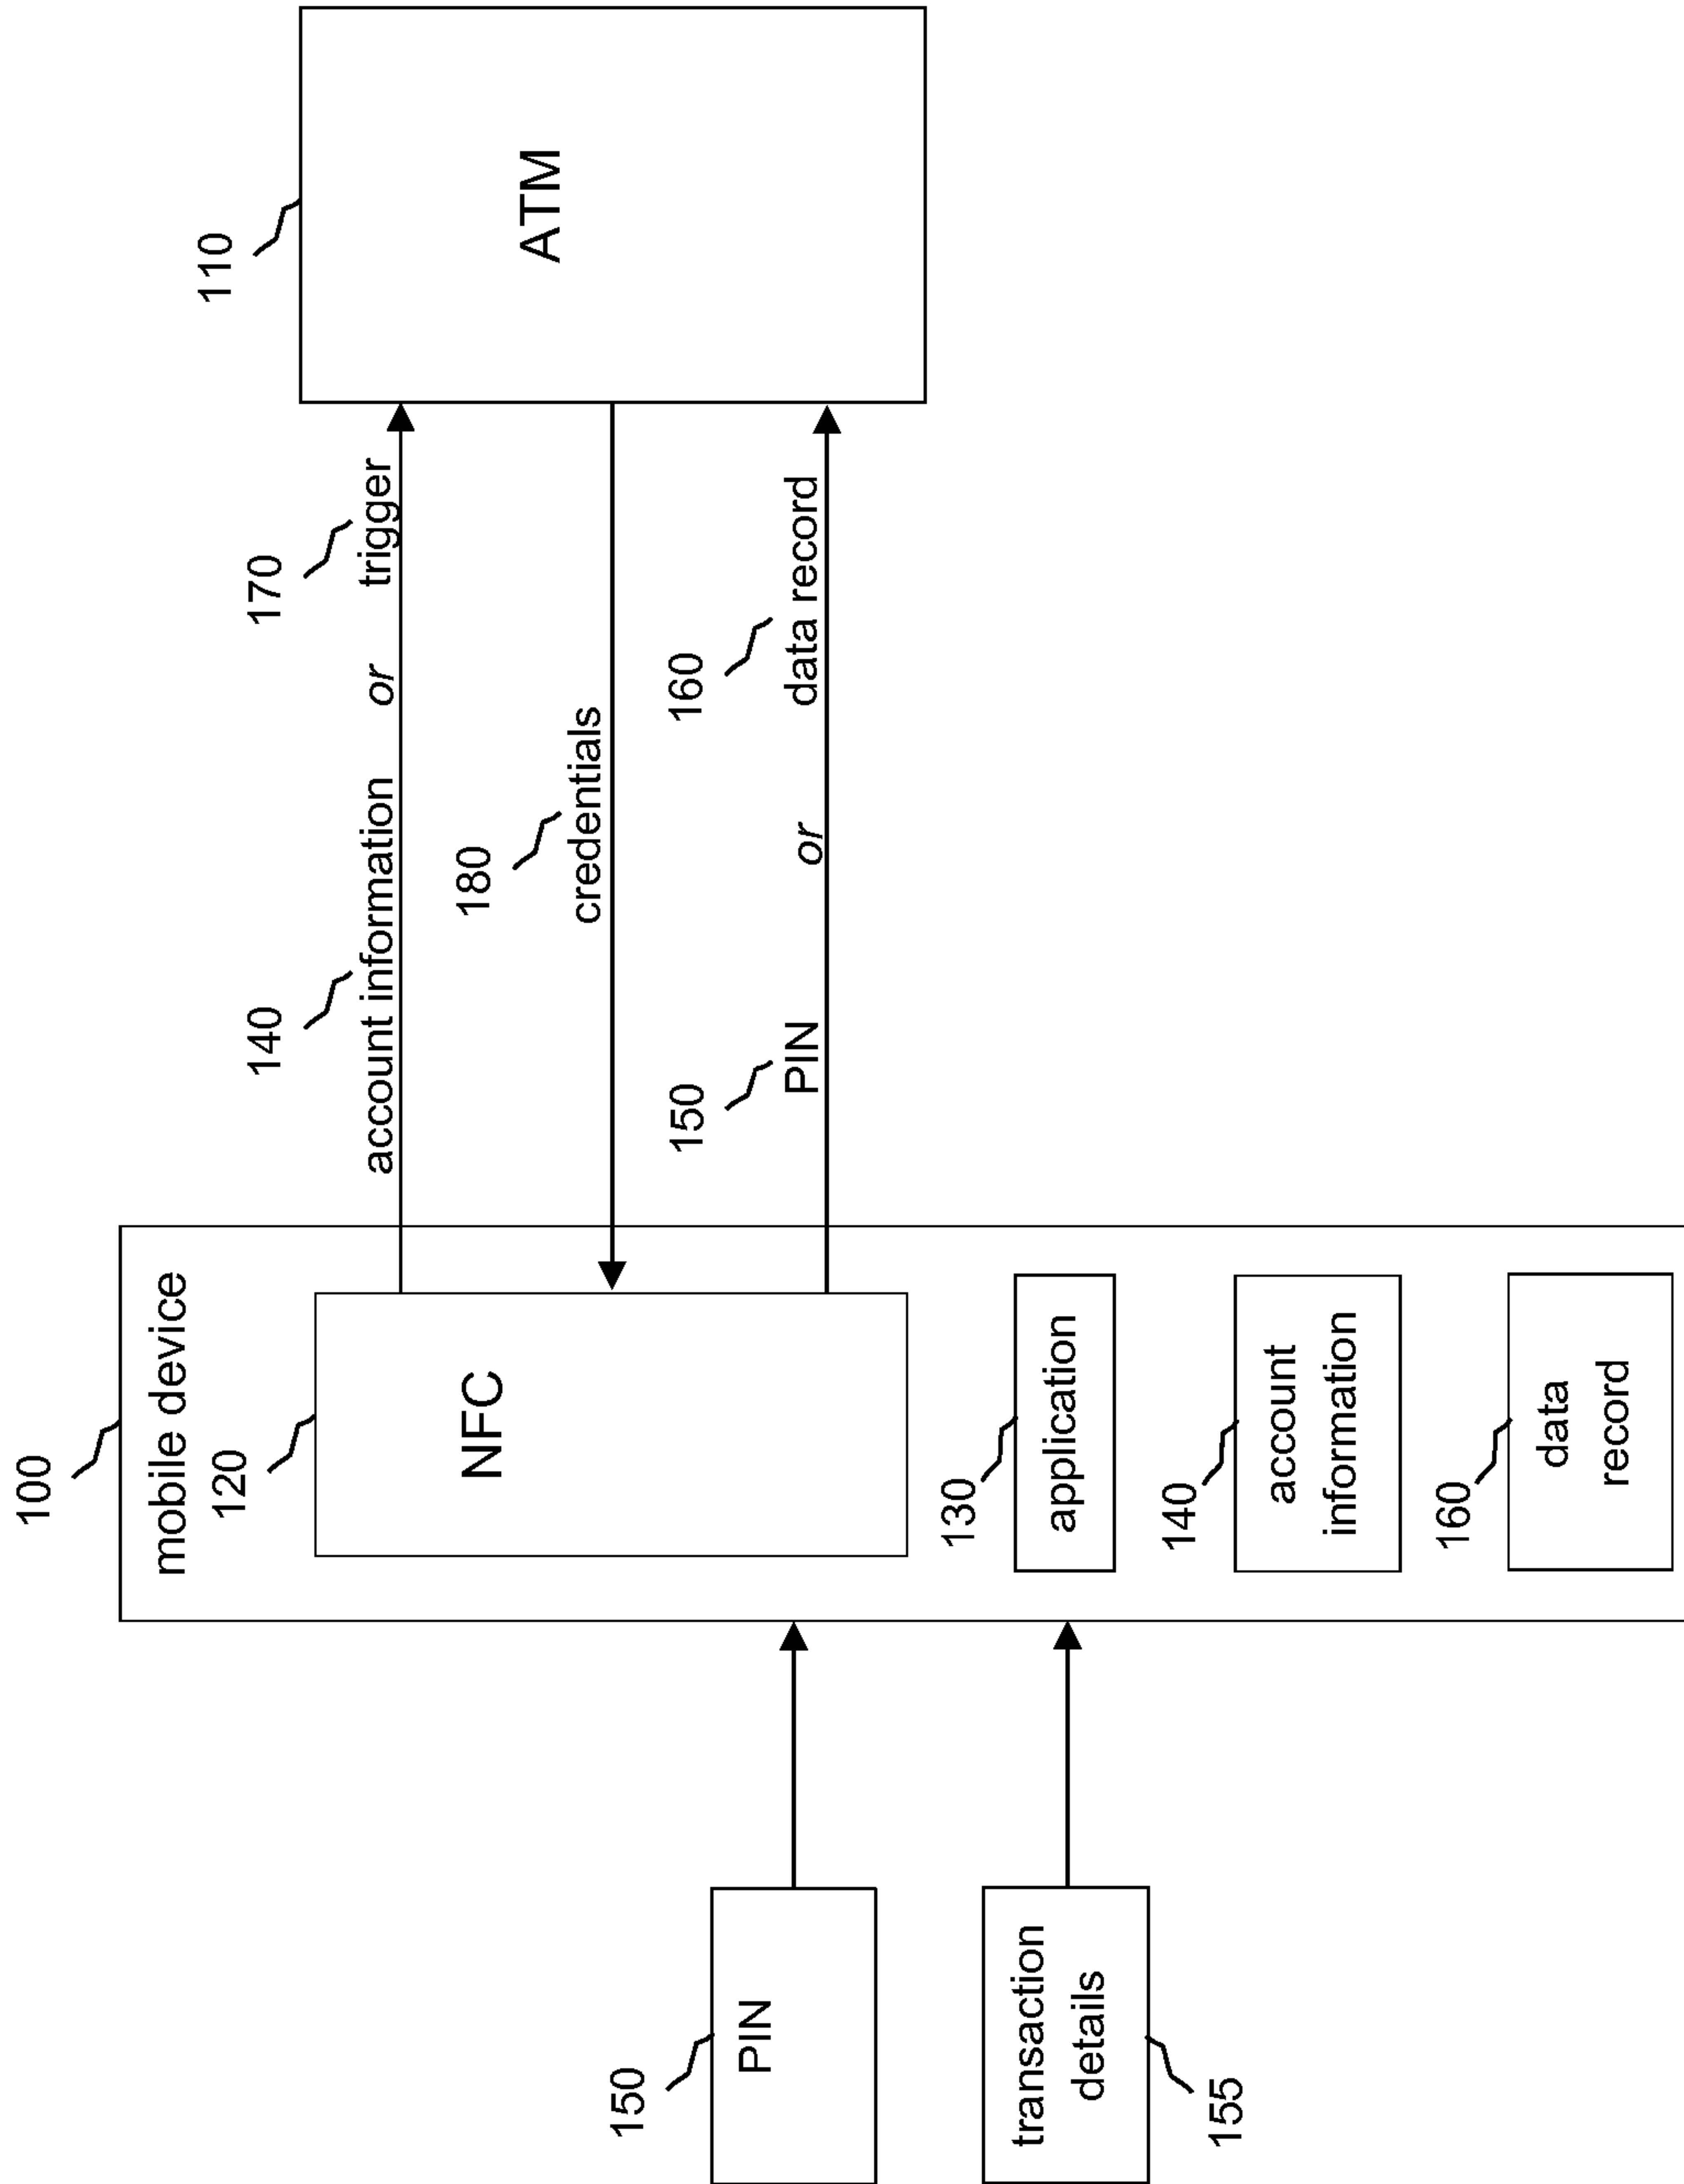 100
mobile device
120
NFC
130
application
140
account
information
160
data
record
150
PIN
transaction
details
155
140
account information or trigger
170
180
credentials
150
PIN or data record
160
110
ATM